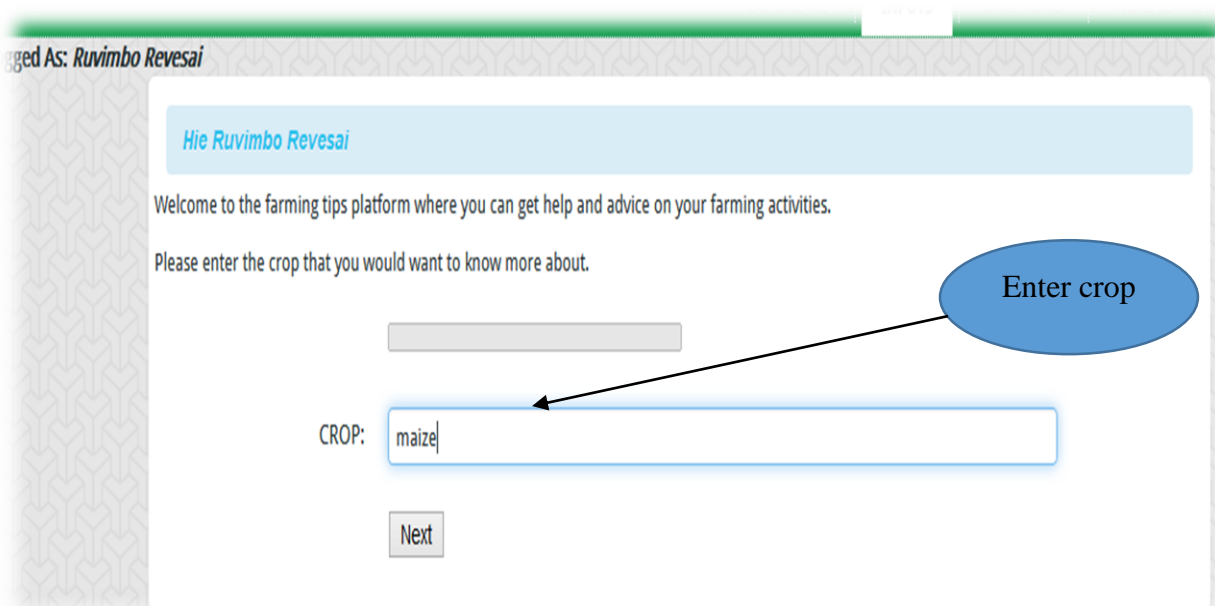 gged As: Ruvimbo Revesai
Hie Ruvimbo Revesai
Welcome to the farming tips platform where you can get help and advice on your farming activities.
Please enter the crop that you would want to know more about.
Enter crop
CROP: maize
Next